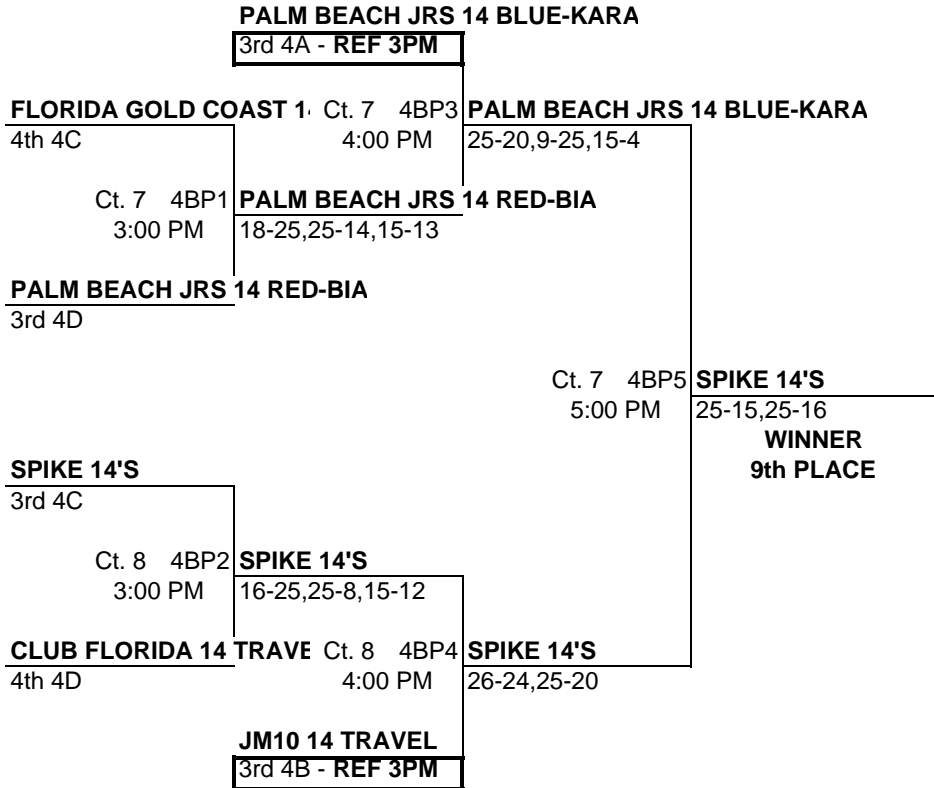 PALM BEACH JRS 14 BLUE-KARA
3rd 4A - REF 3PM
FLORIDA GOLD COAST 14 Ct. 7 4BP3 PALM BEACH JRS 14 BLUE-KARA
4th 4C 4:00 PM 25-20,9-25,15-4
Ct. 7 4BP1 PALM BEACH JRS 14 RED-BIA
3:00 PM 18-25,25-14,15-13
PALM BEACH JRS 14 RED-BIA
3rd 4D
Ct. 7 4BP5 SPIKE 14'S
5:00 PM 25-15,25-16
WINNER
SPIKE 14'S 9th PLACE
3rd 4C
Ct. 8 4BP2 SPIKE 14'S
3:00 PM 16-25,25-8,15-12
CLUB FLORIDA 14 TRAVE Ct. 8 4BP4 SPIKE 14'S
4th 4D 4:00 PM 26-24,25-20
JM10 14 TRAVEL
3rd 4B - REF 3PM